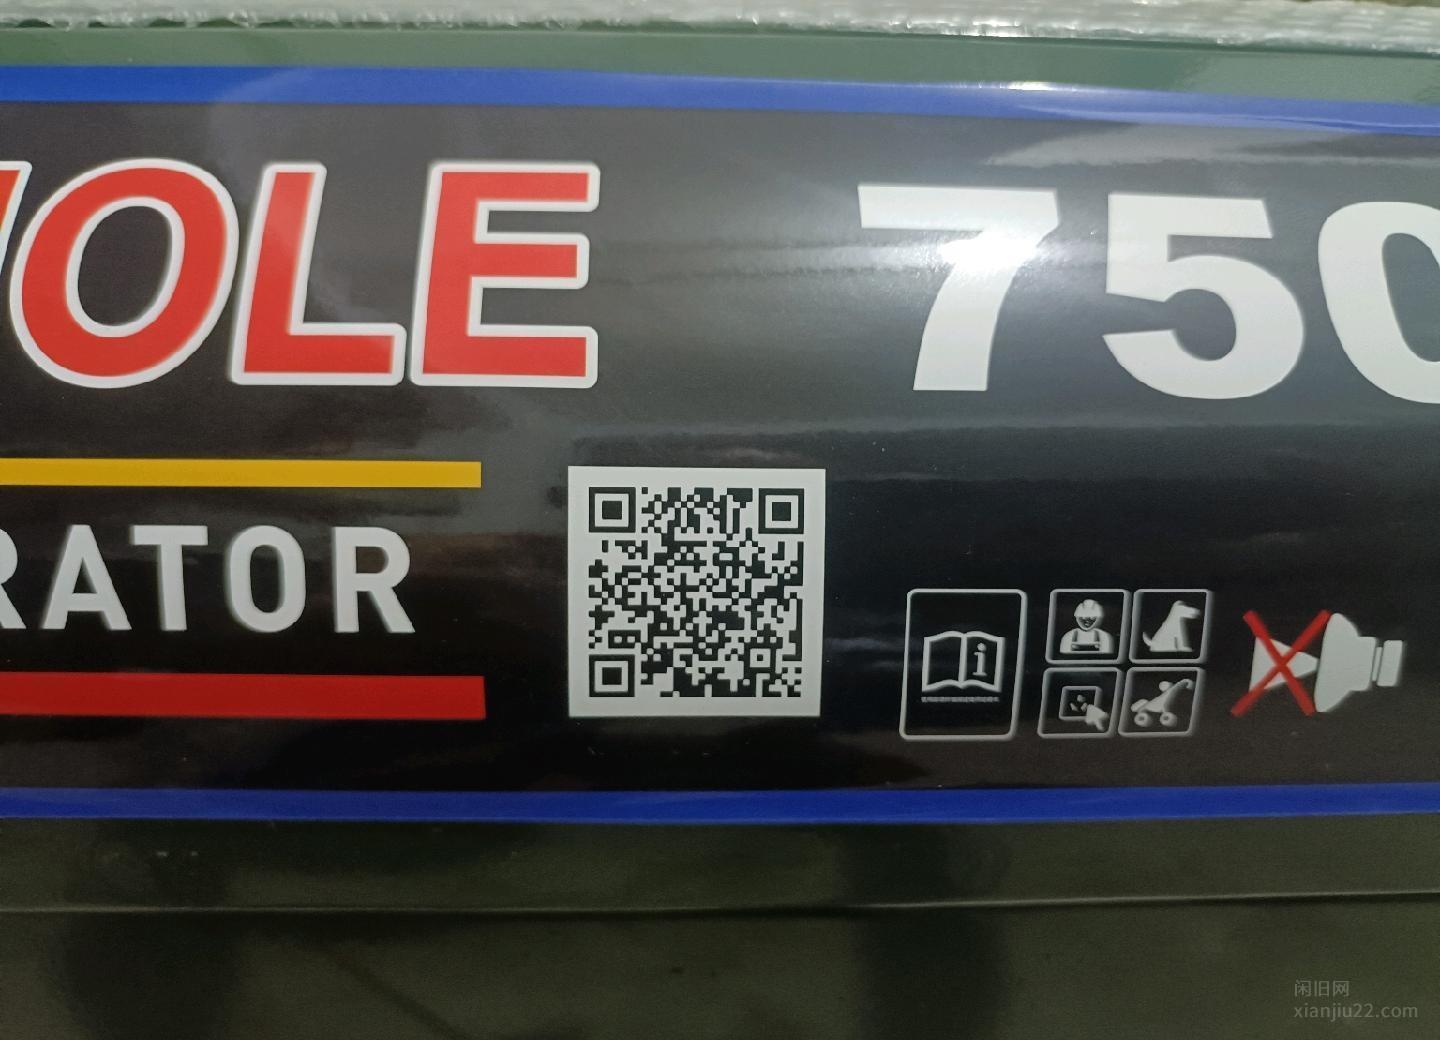 OLE
750
RATOR
i
闲旧网
xianjiu22.com